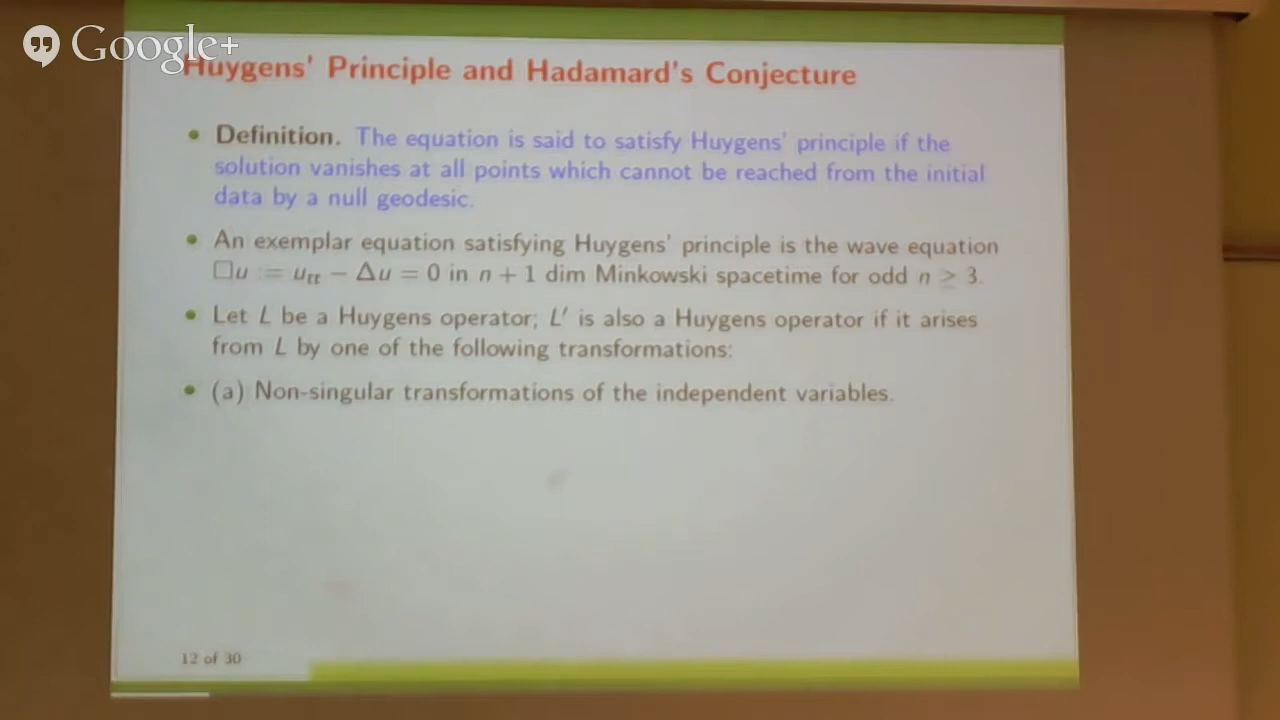 Google+
Huygens' Principle and Hadamard's Conjecture
• Definition. The equation is said to satisfy Huygens' principle if the
solution vanishes at all points which cannot be reached from the initial
data by a null geodesic.
• An exemplar equation satisfying Huygens' principle is the wave equation
□u := u_tt − Δu = 0 in n + 1 dim Minkowski spacetime for odd n ≥ 3.
• Let L be a Huygens operator; L′ is also a Huygens operator if it arises
from L by one of the following transformations:
• (a) Non-singular transformations of the independent variables.
12 of 30